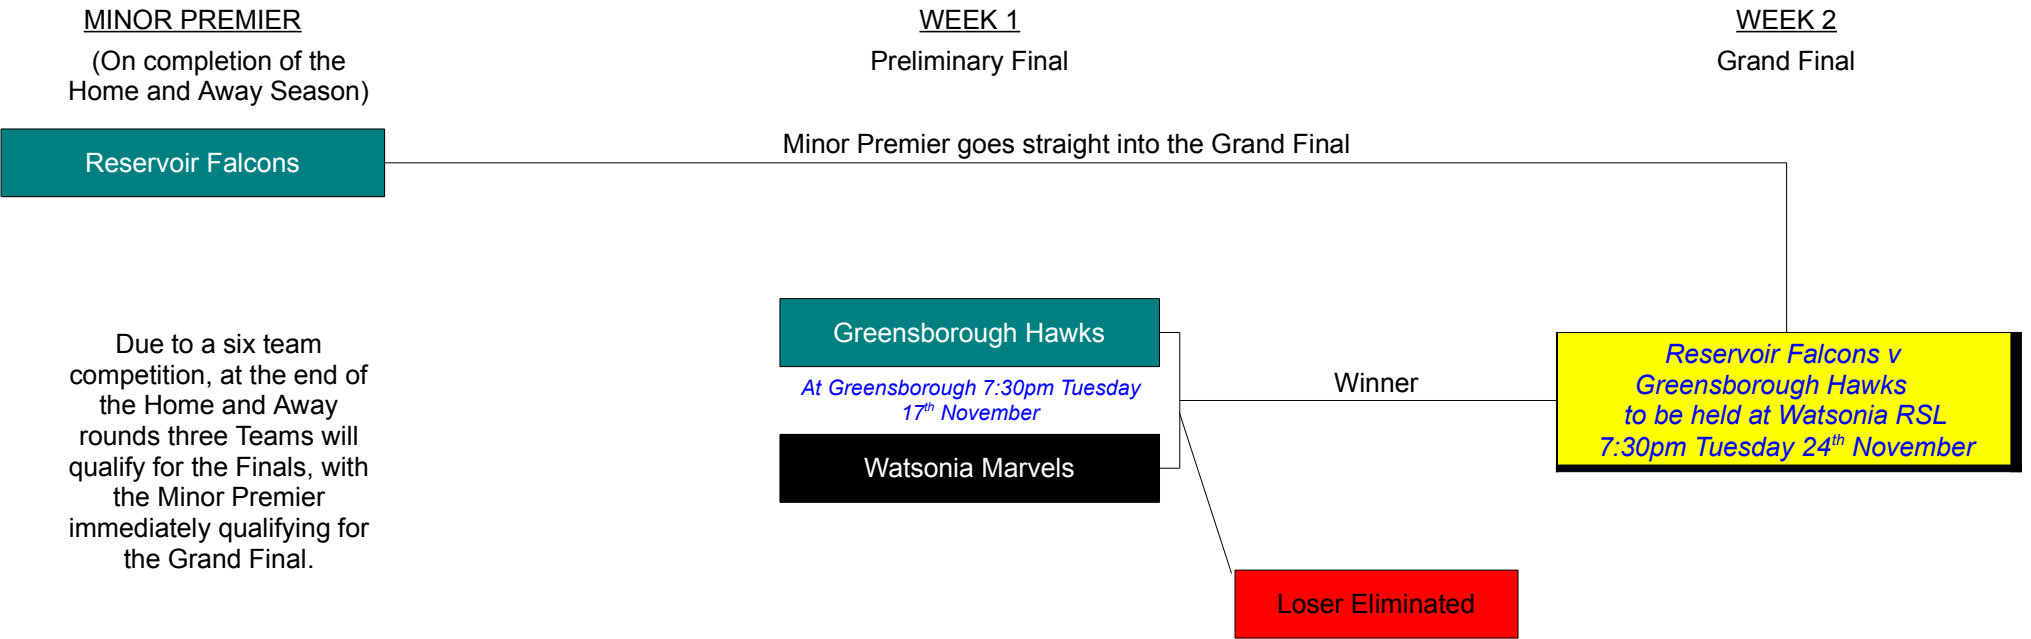 MINOR PREMIER
(On completion of the
Home and Away Season)
WEEK 1
Preliminary Final
WEEK 2
Grand Final
Minor Premier goes straight into the Grand Final
Reservoir Falcons
Due to a six team
competition, at the end of
the Home and Away
rounds three Teams will
qualify for the Finals, with
the Minor Premier
immediately qualifying for
the Grand Final.
Greensborough Hawks
At Greensborough 7:30pm Tuesday
17th November
Watsonia Marvels
Winner
Loser Eliminated
Reservoir Falcons v
Greensborough Hawks
to be held at Watsonia RSL
7:30pm Tuesday 24th November